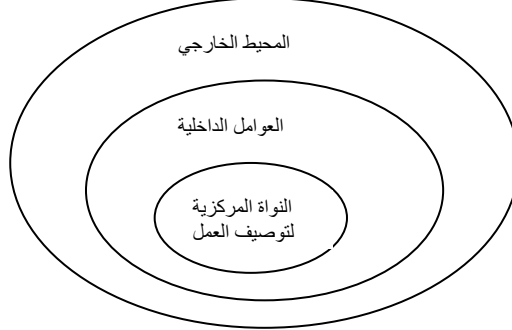 المحيط الخارجي
العوامل الداخلية
النواة المركزية
لتوصيف العمل